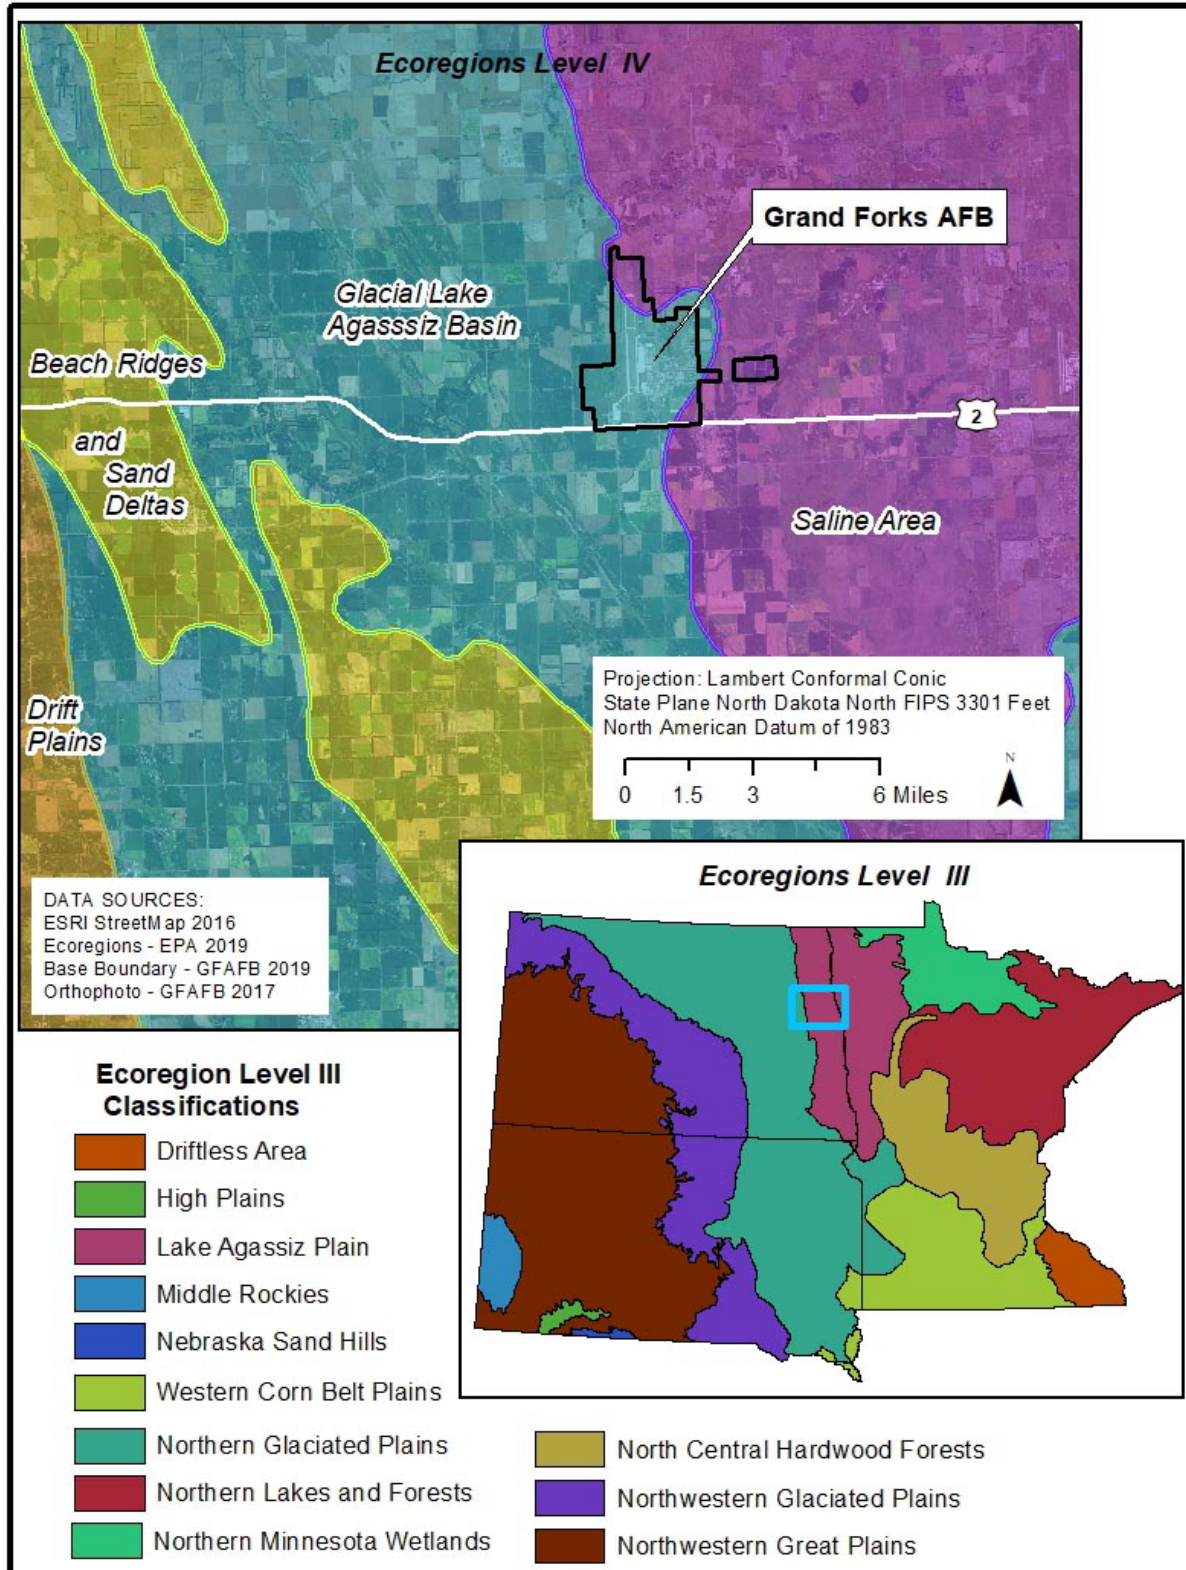 Ecoregions Level IV
Grand Forks AFB
Glacial Lake
Agasssiz Basin
Beach Ridges
and
Sand
Deltas
2
Saline Area
Drift
Plains
Projection: Lambert Conformal Conic
State Plane North Dakota North FIPS 3301 Feet
North American Datum of 1983
N
0 1.5 3 6 Miles
DATA SOURCES:
ESRI StreetMap 2016
Ecoregions - EPA 2019
Base Boundary - GFAFB 2019
Orthophoto - GFAFB 2017
Ecoregions Level III
Ecoregion Level III
Classifications
Driftless Area
High Plains
Lake Agassiz Plain
Middle Rockies
Nebraska Sand Hills
Western Corn Belt Plains
Northern Glaciated Plains
Northern Lakes and Forests
Northern Minnesota Wetlands
North Central Hardwood Forests
Northwestern Glaciated Plains
Northwestern Great Plains